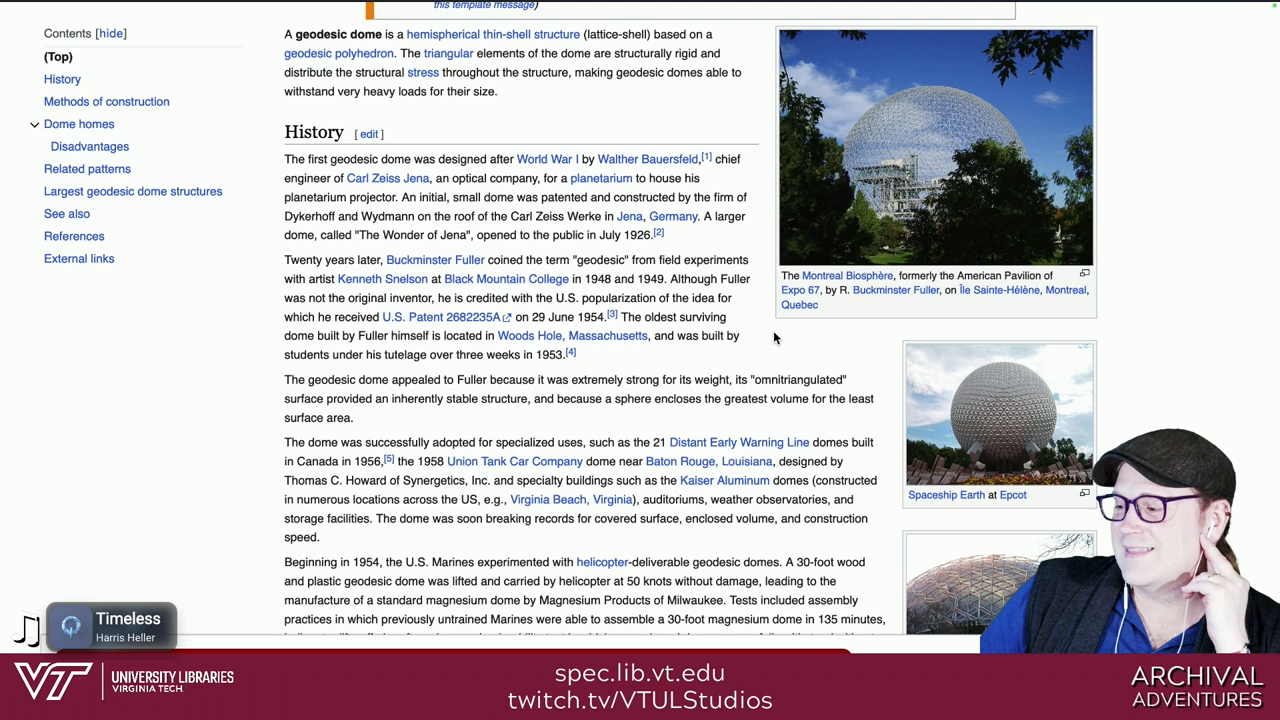 this template message)
Contents [hide]
(Top)
History
Methods of construction
Dome homes
Disadvantages
Related patterns
Largest geodesic dome structures
See also
References
External links
A geodesic dome is a hemispherical thin-shell structure (lattice-shell) based on a
geodesic polyhedron. The triangular elements of the dome are structurally rigid and
distribute the structural stress throughout the structure, making geodesic domes able to
withstand very heavy loads for their size.
History [ edit ]
The first geodesic dome was designed after World War I by Walther Bauersfeld,[1] chief
engineer of Carl Zeiss Jena, an optical company, for a planetarium to house his
planetarium projector. An initial, small dome was patented and constructed by the firm of
Dykerhoff and Wydmann on the roof of the Carl Zeiss Werke in Jena, Germany. A larger
dome, called "The Wonder of Jena", opened to the public in July 1926.[2]
Twenty years later, Buckminster Fuller coined the term "geodesic" from field experiments
with artist Kenneth Snelson at Black Mountain College in 1948 and 1949. Although Fuller
was not the original inventor, he is credited with the U.S. popularization of the idea for
which he received U.S. Patent 2682235A on 29 June 1954.[3] The oldest surviving
dome built by Fuller himself is located in Woods Hole, Massachusetts, and was built by
students under his tutelage over three weeks in 1953.[4]
The geodesic dome appealed to Fuller because it was extremely strong for its weight, its "omnitriangulated"
surface provided an inherently stable structure, and because a sphere encloses the greatest volume for the least
surface area.
The dome was successfully adopted for specialized uses, such as the 21 Distant Early Warning Line domes built
in Canada in 1956,[5] the 1958 Union Tank Car Company dome near Baton Rouge, Louisiana, designed by
Thomas C. Howard of Synergetics, Inc. and specialty buildings such as the Kaiser Aluminum domes (constructed
in numerous locations across the US, e.g., Virginia Beach, Virginia), auditoriums, weather observatories, and
storage facilities. The dome was soon breaking records for covered surface, enclosed volume, and construction
speed.
Beginning in 1954, the U.S. Marines experimented with helicopter-deliverable geodesic domes. A 30-foot wood
and plastic geodesic dome was lifted and carried by helicopter at 50 knots without damage, leading to the
manufacture of a standard magnesium dome by Magnesium Products of Milwaukee. Tests included assembly
practices in which previously untrained Marines were able to assemble a 30-foot magnesium dome in 135 minutes,
The Montreal Biosphère, formerly the American Pavilion of
Expo 67, by R. Buckminster Fuller, on Île Sainte-Hélène, Montreal,
Quebec
Spaceship Earth at Epcot
Timeless
Harris Heller
VT
UNIVERSITY LIBRARIES
VIRGINIA TECH
spec.lib.vt.edu
twitch.tv/VTULStudios
ARCHIVAL
ADVENTURES